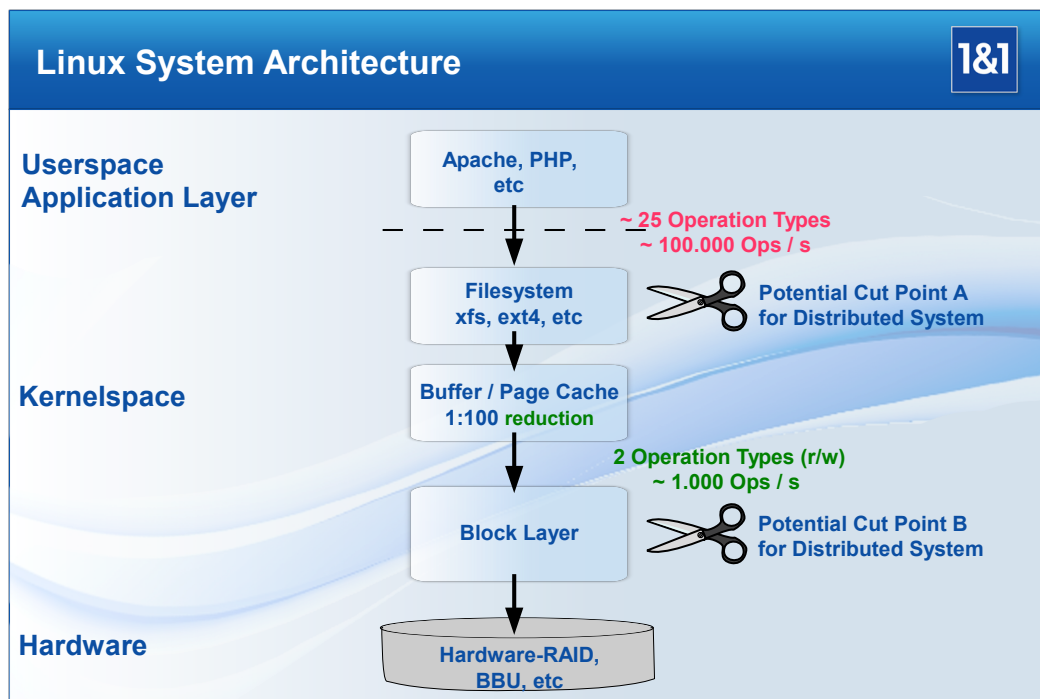 Linux System Architecture
1&1
Userspace
Application Layer
Apache, PHP,
etc
~ 25 Operation Types
~ 100.000 Ops / s
Filesystem
xfs, ext4, etc
Potential Cut Point A
for Distributed System
Kernelspace
Buffer / Page Cache
1:100 reduction
2 Operation Types (r/w)
~ 1.000 Ops / s
Block Layer
Potential Cut Point B
for Distributed System
Hardware
Hardware-RAID,
BBU, etc